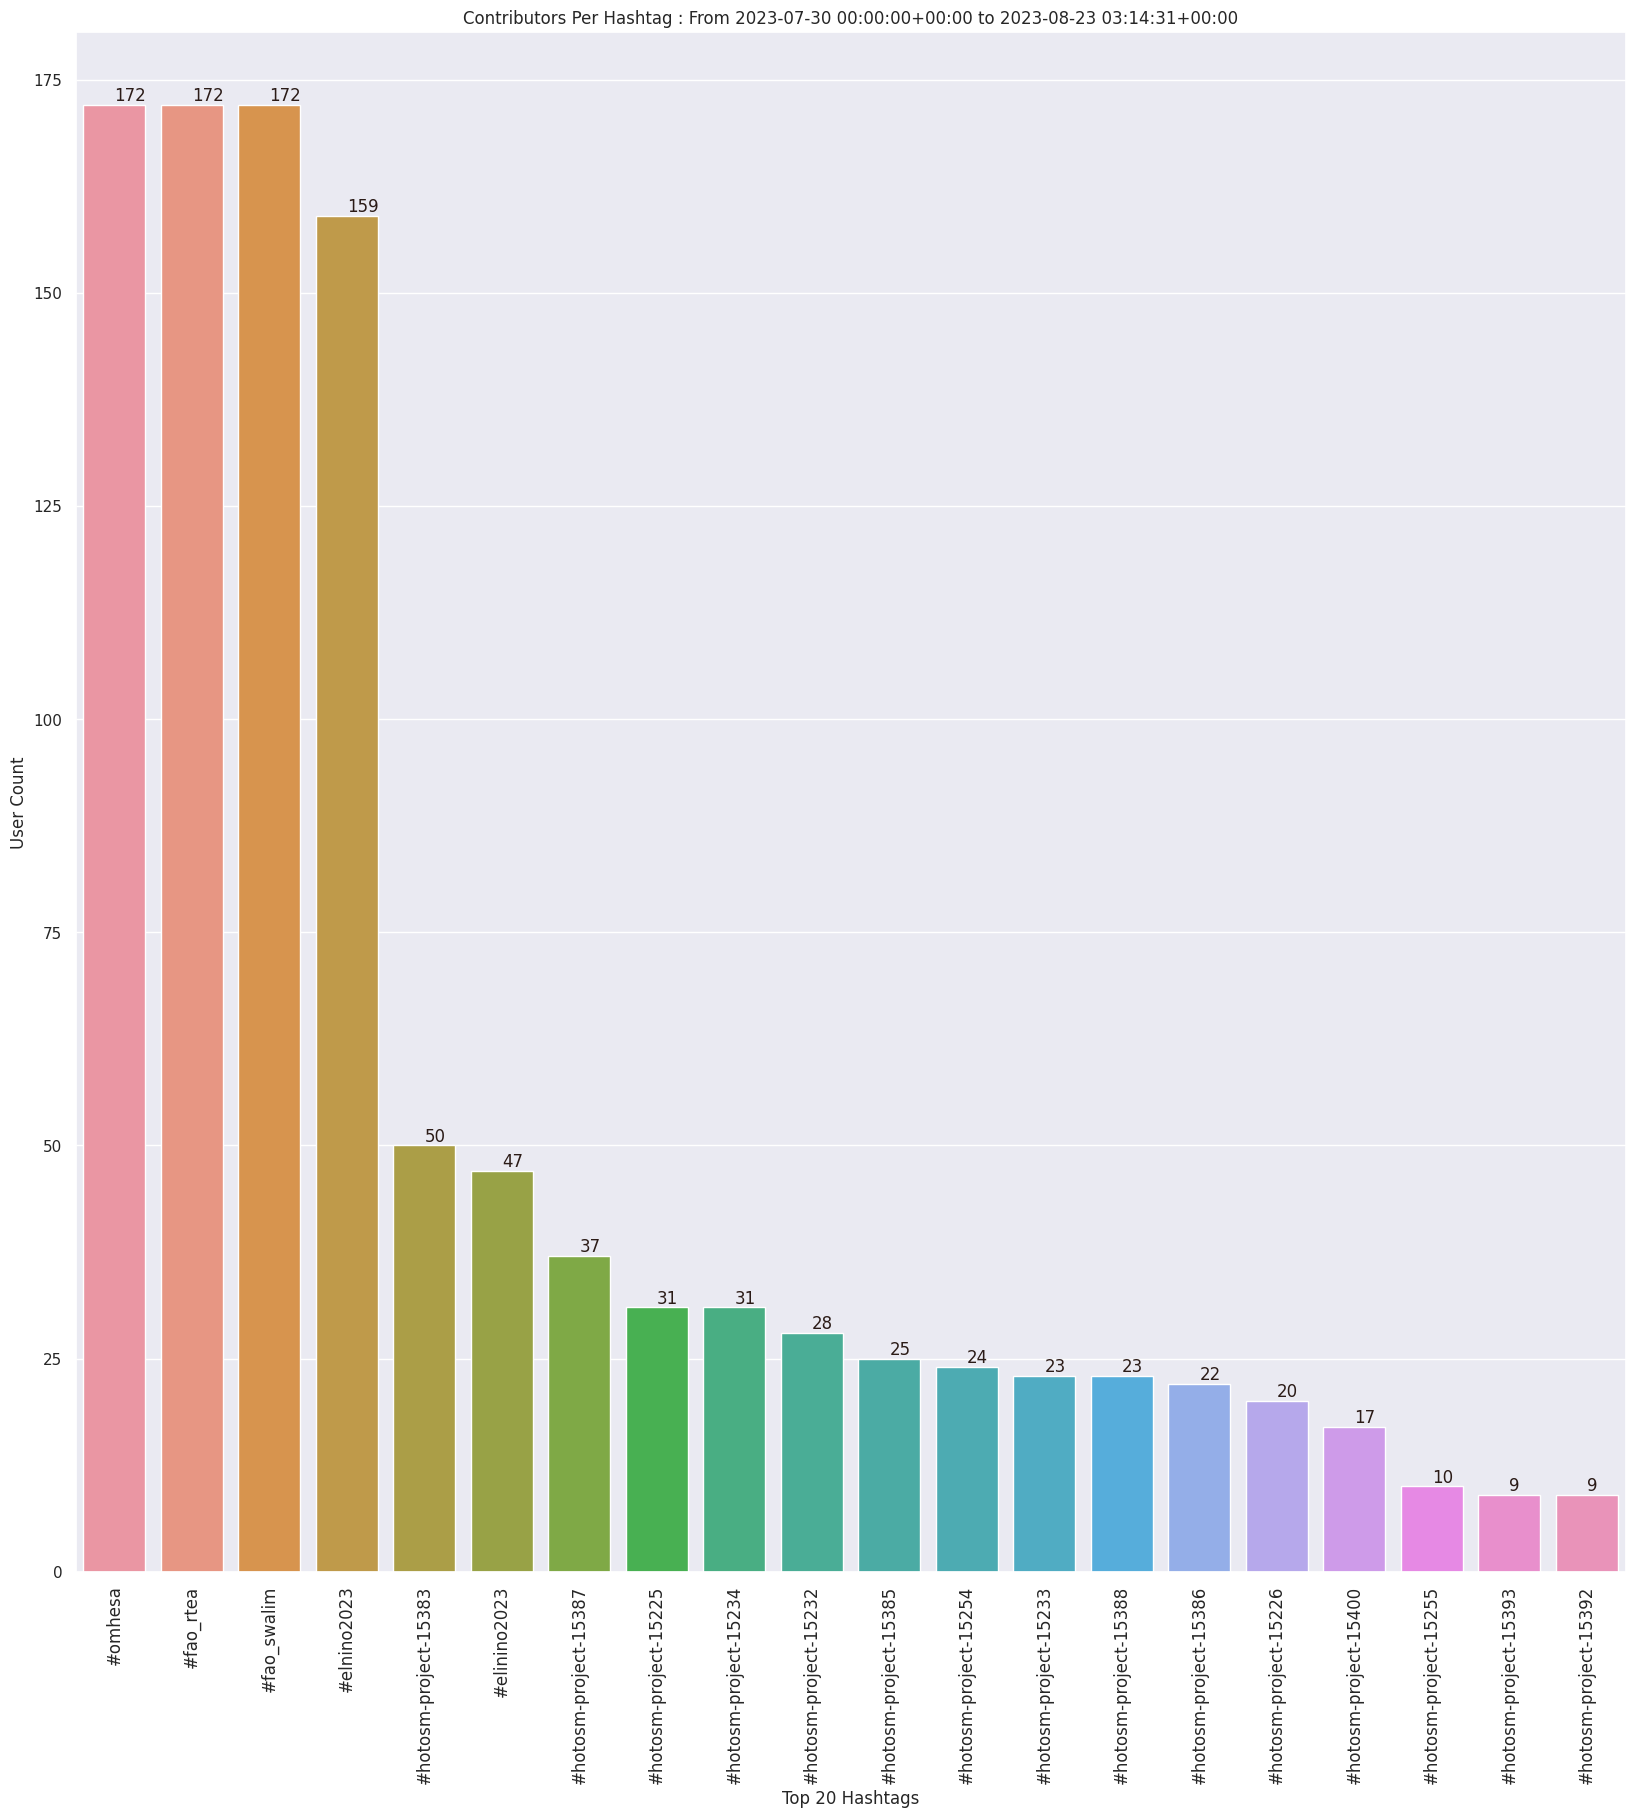 Contributors Per Hashtag : From 2023-07-30 00:00:00+00:00 to 2023-08-23 03:14:31+00:00
User Count
175
150
125
100
75
50
25
0
172
172
172
159
50
47
37
31
31
28
25
24
23
23
22
20
17
10
9
9
#omhesa
#fao_rtea
#fao_swalim
#elnino2023
#hotosm-project-15383
#elinino2023
#hotosm-project-15387
#hotosm-project-15225
#hotosm-project-15234
#hotosm-project-15232
#hotosm-project-15385
#hotosm-project-15254
#hotosm-project-15233
#hotosm-project-15388
#hotosm-project-15386
#hotosm-project-15226
#hotosm-project-15400
#hotosm-project-15255
#hotosm-project-15393
#hotosm-project-15392
Top 20 Hashtags